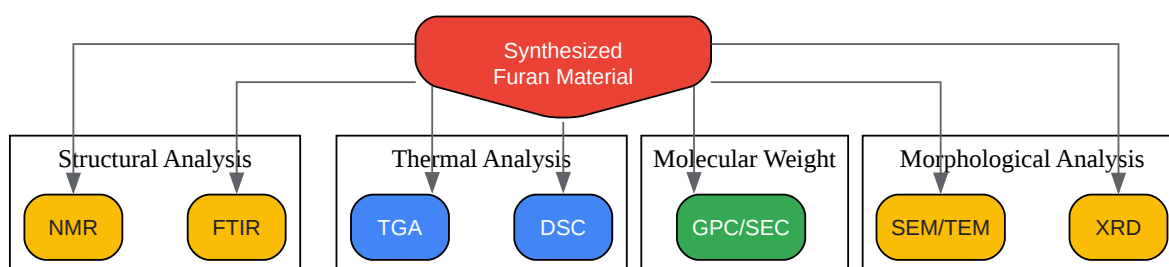 Synthesized
Furan Material
Structural Analysis
Thermal Analysis
Molecular Weight
Morphological Analysis
NMR
FTIR
TGA
DSC
GPC/SEC
SEM/TEM
XRD